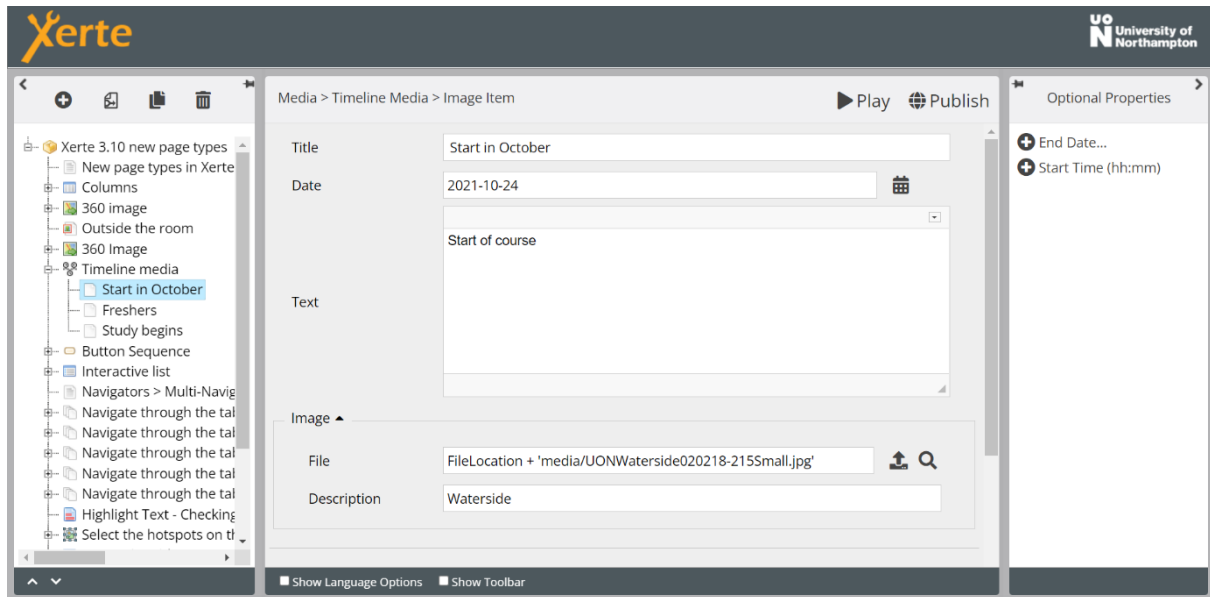 Xerte
UO
N University of
Northampton
Media > Timeline Media > Image Item
Play
Publish
Optional Properties
Xerte 3.10 new page types
New page types in Xerte
Columns
360 image
Outside the room
360 Image
Timeline media
Start in October
Freshers
Study begins
Button Sequence
Interactive list
Navigators > Multi-Navig
Navigate through the tal
Navigate through the tal
Navigate through the tal
Navigate through the tal
Navigate through the tal
Highlight Text - Checking
Select the hotspots on th
Title
Start in October
Date
2021-10-24
Text
Start of course
Image
File
FileLocation + 'media/UONWaterside020218-215Small.jpg'
Description
Waterside
End Date...
Start Time (hh:mm)
Show Language Options
Show Toolbar